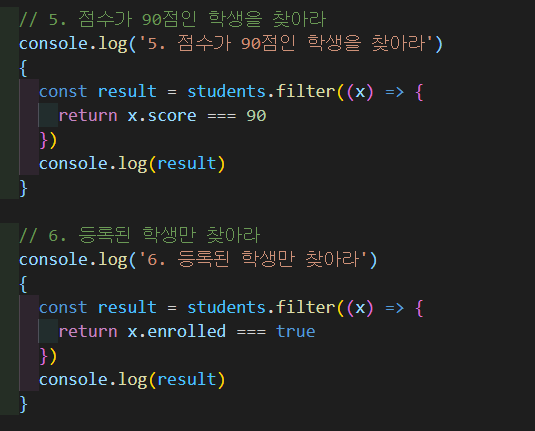 // 5. 점수가 90점인 학생을 찾아라
console.log('5. 점수가 90점인 학생을 찾아라')
{
  const result = students.filter((x) => {
    return x.score === 90
  })
  console.log(result)
}

// 6. 등록된 학생만 찾아라
console.log('6. 등록된 학생만 찾아라')
{
  const result = students.filter((x) => {
    return x.enrolled === true
  })
  console.log(result)
}